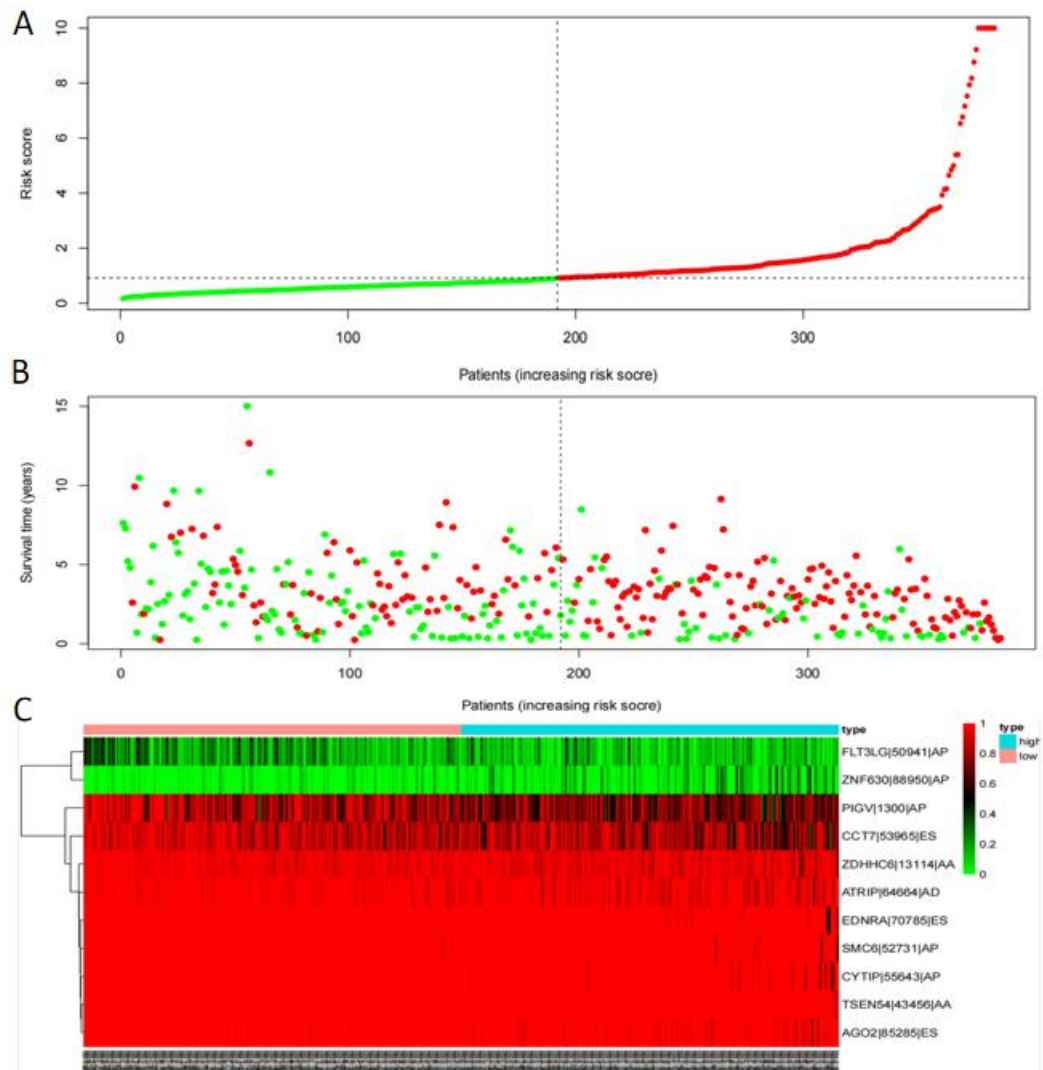 A
10
8
6
4
2
0
Risk score
0
100
200
300
Patients (increasing risk socre)
B
15
10
5
0
Survival time (years)
0
100
200
300
Patients (increasing risk socre)
C
type
FLT3LG|50941|AP
ZNF630|88950|AP
PIGV|1300|AP
CCT7|53965|ES
ZDHHC6|13114|AA
ATRIP|64664|AD
EDNRA|70785|ES
SMC6|52731|AP
CYTIP|55643|AP
TSEN54|43456|AA
AGO2|85285|ES
1
0.8
0.6
0.4
0.2
0
type
high
low